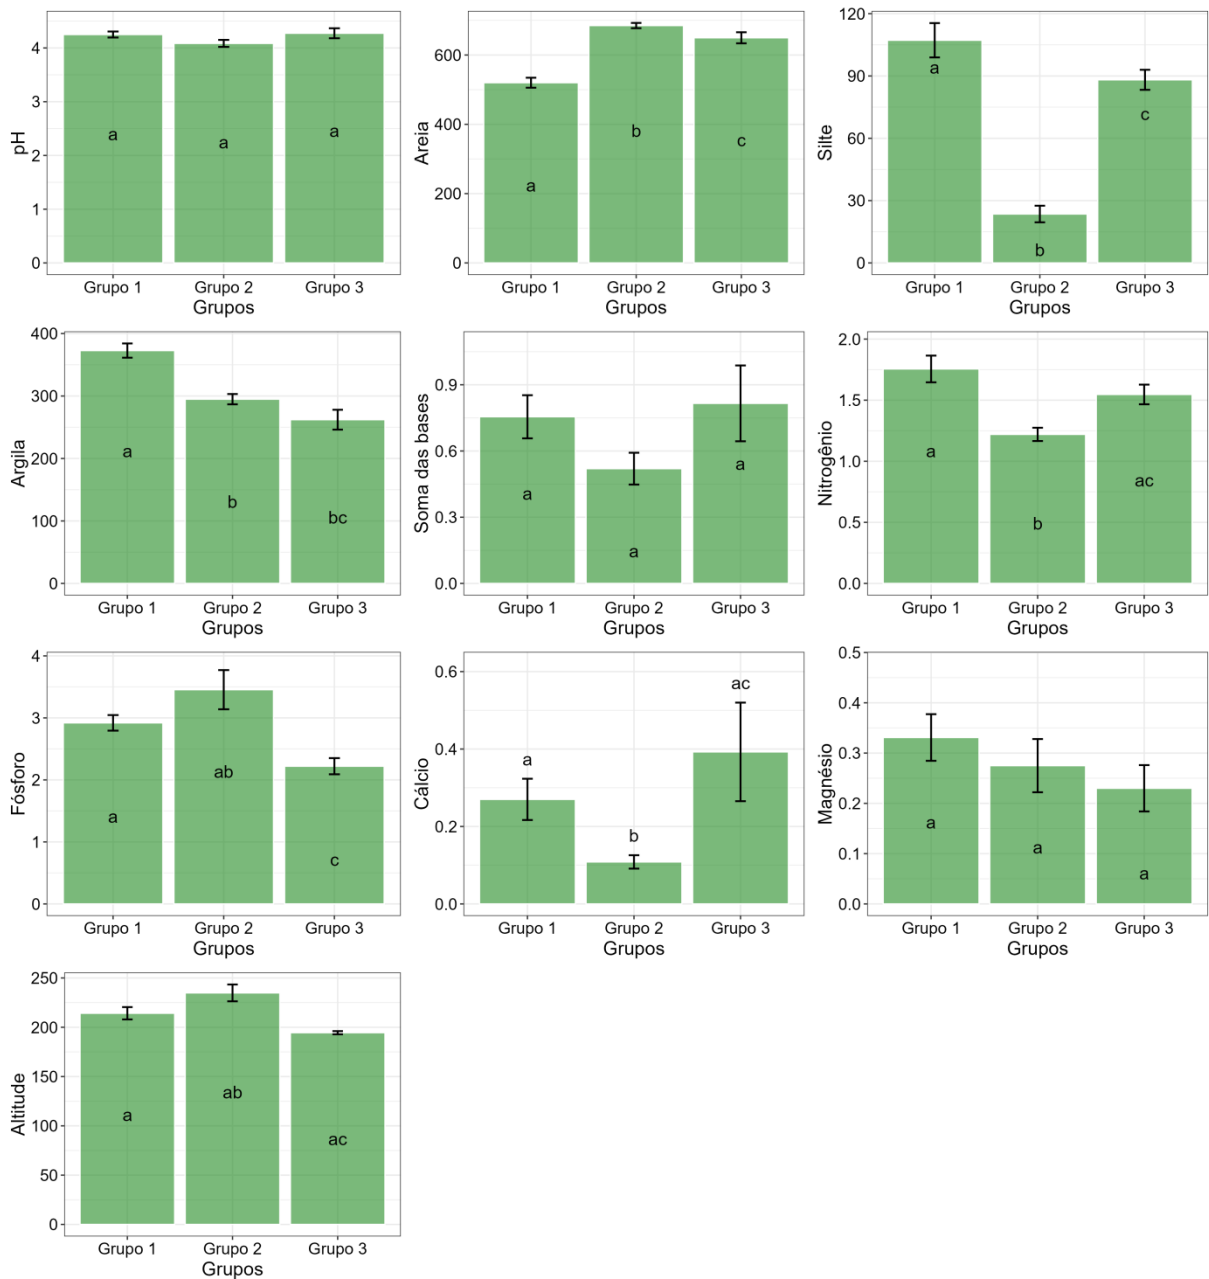 pH
4
3
2
1
0
a
a
a
Grupo 1 Grupo 2 Grupo 3
Grupos
Areia
600
400
200
0
a
b
c
Grupo 1 Grupo 2 Grupo 3
Grupos
Silte
120
90
60
30
0
a
b
c
Grupo 1 Grupo 2 Grupo 3
Grupos
Argila
400
300
200
100
0
a
b
bc
Grupo 1 Grupo 2 Grupo 3
Grupos
Soma das bases
0.9
0.6
0.3
0.0
a
a
a
Grupo 1 Grupo 2 Grupo 3
Grupos
Nitrogênio
2.0
1.5
1.0
0.5
0.0
a
b
ac
Grupo 1 Grupo 2 Grupo 3
Grupos
Fósforo
4
3
2
1
0
a
ab
c
Grupo 1 Grupo 2 Grupo 3
Grupos
Cálcio
0.6
0.4
0.2
0.0
a
b
ac
Grupo 1 Grupo 2 Grupo 3
Grupos
Magnésio
0.5
0.4
0.3
0.2
0.1
0.0
a
a
a
Grupo 1 Grupo 2 Grupo 3
Grupos
Altitude
250
200
150
100
50
0
a
ab
ac
Grupo 1 Grupo 2 Grupo 3
Grupos